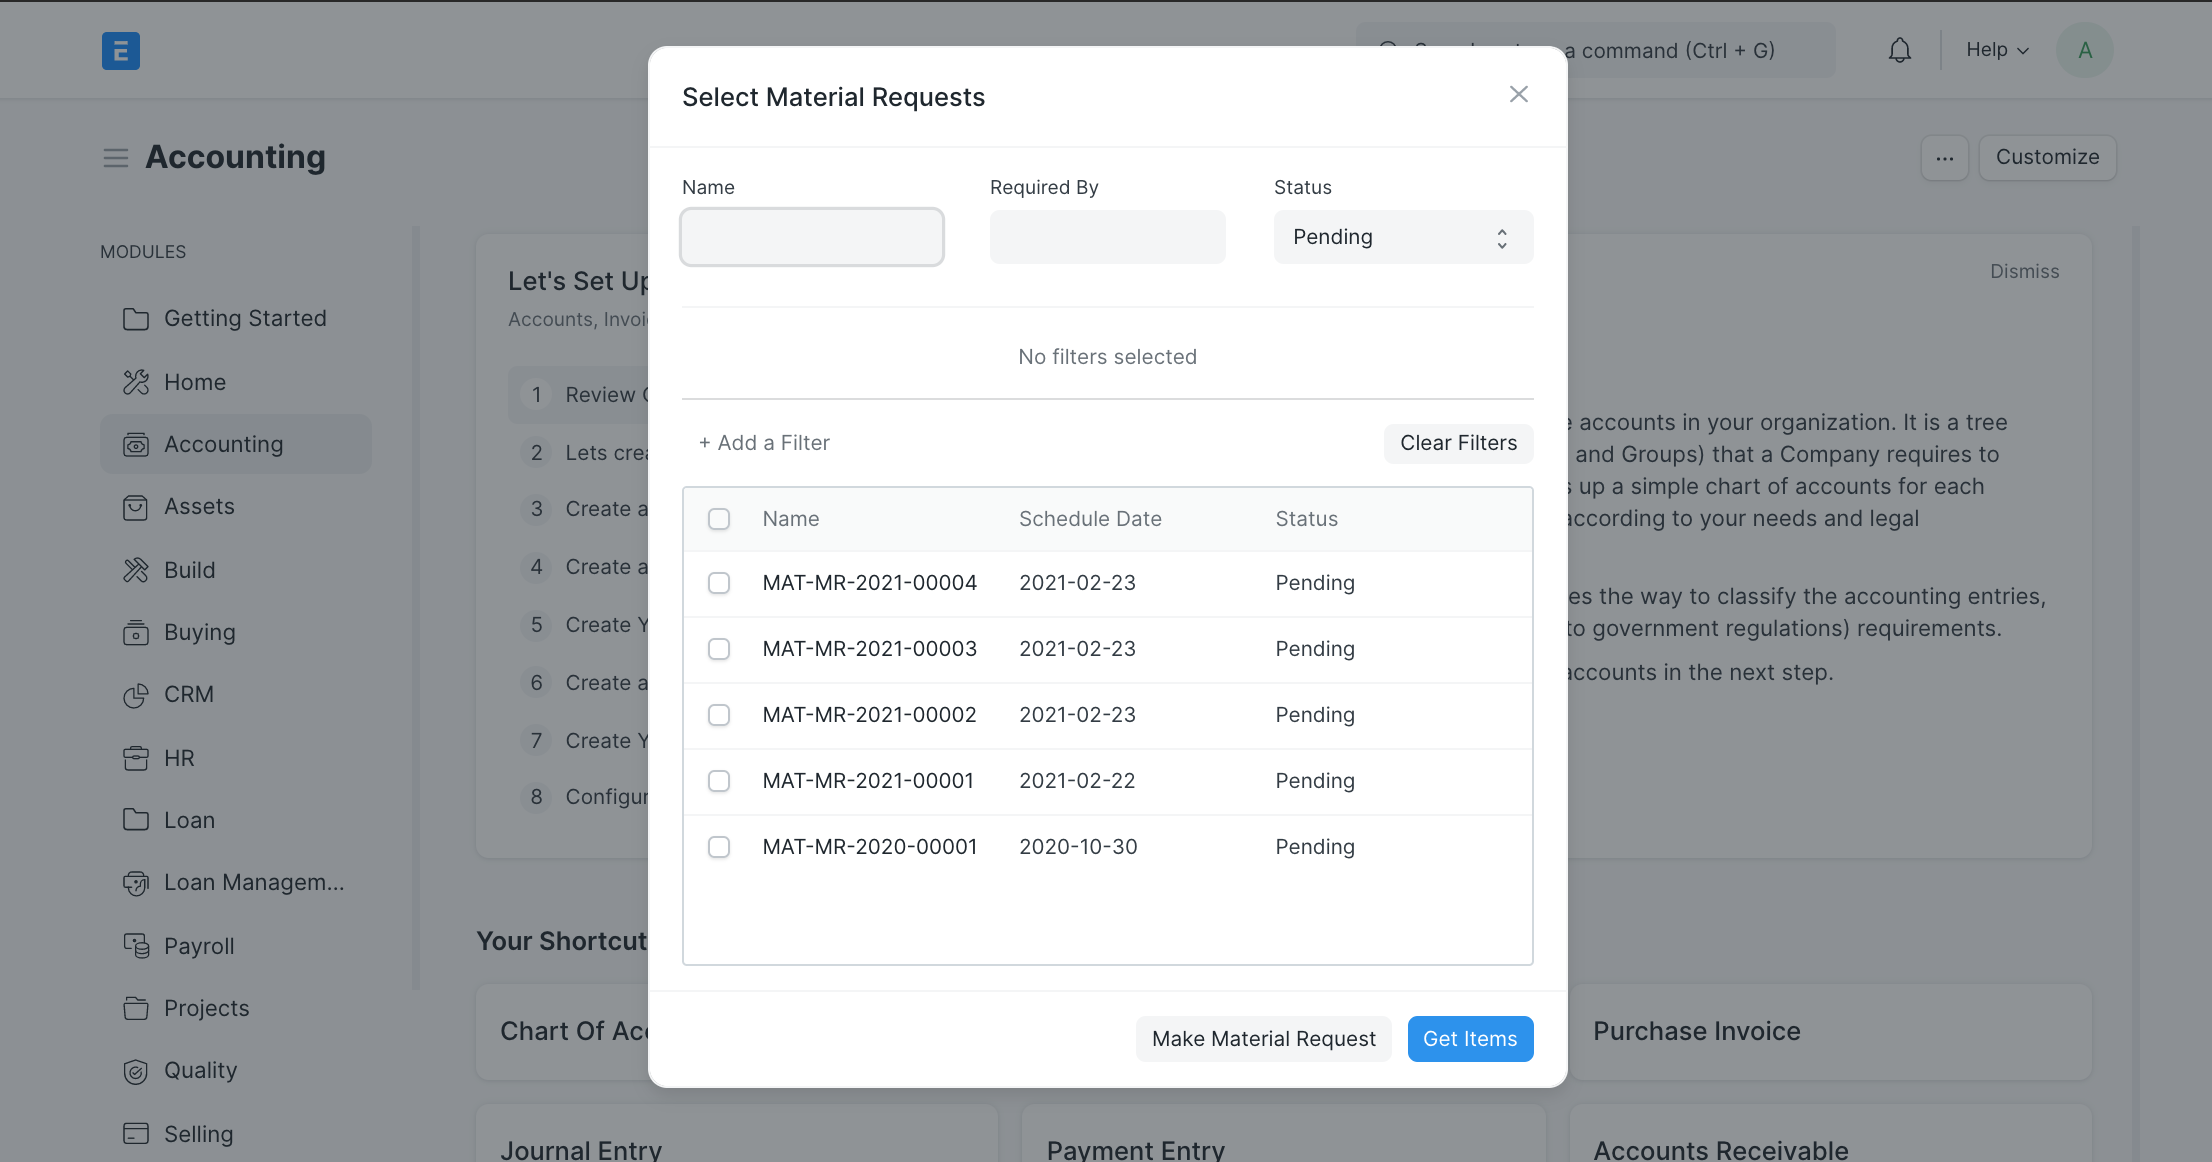 E
a command (Ctrl + G)
Help
A
Accounting
...
Customize
MODULES
Getting Started
Home
Accounting
Assets
Build
Buying
CRM
HR
Loan
Loan Managem...
Payroll
Projects
Quality
Selling
Let's Set Up
Accounts,
Dismiss
1 Review
2 Lets
3 Create a
4 Create a
5 Create
6 Create a
7 Create
8
accounts in your organization. It is a tree
and Groups) that a Company requires to
up a simple chart of accounts for each
according to your needs and legal
the way to classify the accounting entries,
to government regulations) requirements.
accounts in the next step.
Your
Chart Of
Purchase Invoice
Journal Entry
Payment Entry
Accounts Receivable
Select Material Requests
Name
Required By
Status
Pending
No filters selected
+ Add a Filter
Clear Filters
Name Schedule Date Status
MAT-MR-2021-00004 2021-02-23 Pending
MAT-MR-2021-00003 2021-02-23 Pending
MAT-MR-2021-00002 2021-02-23 Pending
MAT-MR-2021-00001 2021-02-22 Pending
MAT-MR-2020-00001 2020-10-30 Pending
Make Material Request
Get Items